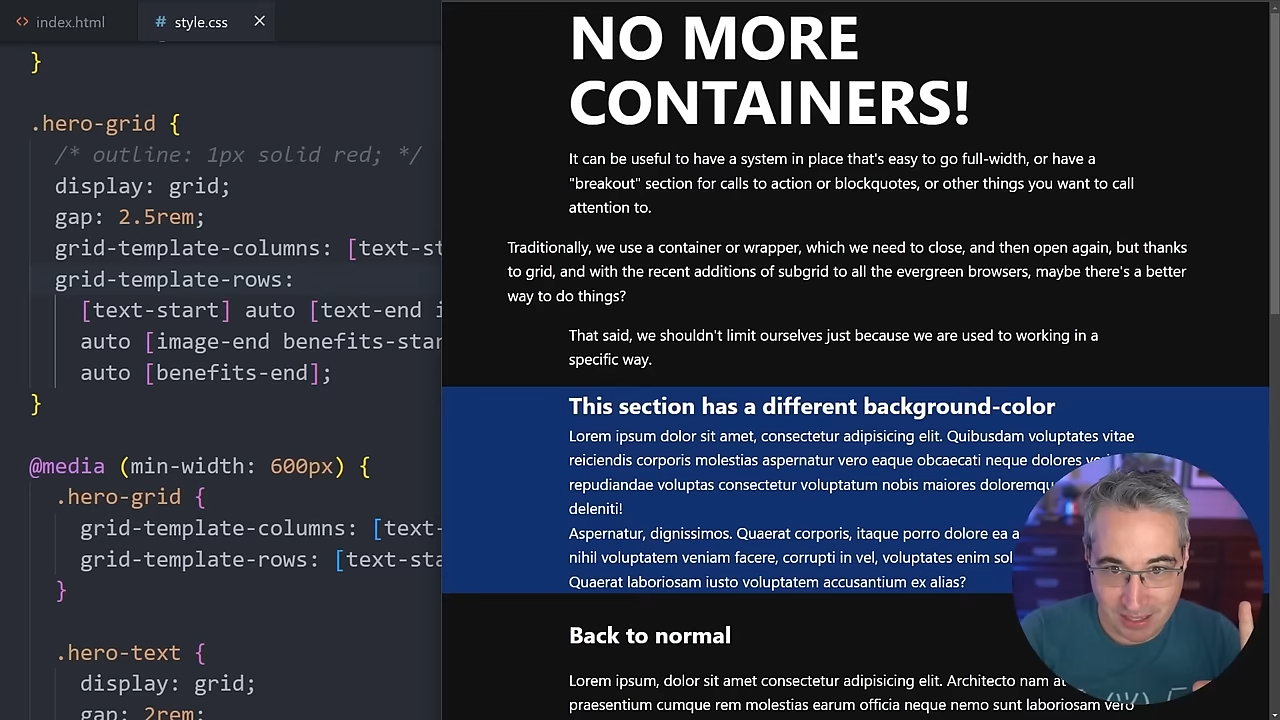 <> index.html
# style.css ×
}
.hero-grid {
/* outline: 1px solid red; */
display: grid;
gap: 2.5rem;
grid-template-columns: [text-st
grid-template-rows:
[text-start] auto [text-end i
auto [image-end benefits-star
auto [benefits-end];
}
@media (min-width: 600px) {
.hero-grid {
grid-template-columns: [text-
grid-template-rows: [text-sta
}
.hero-text {
display: grid;
gap: 2rem;
NO MORE
CONTAINERS!
It can be useful to have a system in place that's easy to go full-width, or have a
"breakout" section for calls to action or blockquotes, or other things you want to call
attention to.
Traditionally, we use a container or wrapper, which we need to close, and then open again, but thanks
to grid, and with the recent additions of subgrid to all the evergreen browsers, maybe there's a better
way to do things?
That said, we shouldn't limit ourselves just because we are used to working in a
specific way.
This section has a different background-color
Lorem ipsum dolor sit amet, consectetur adipisicing elit. Quibusdam voluptates vitae
reiciendis corporis molestias aspernatur vero eaque obcaecati neque dolores
repudiandae voluptas consectetur voluptatum nobis maiores doloremqu
deleniti!
Aspernatur, dignissimos. Quaerat corporis, itaque porro dolore ea a
nihil voluptatem veniam facere, corrupti in vel, voluptates enim sol
Quaerat laboriosam iusto voluptatem accusantium ex alias?
Back to normal
Lorem ipsum, dolor sit amet consectetur adipisicing elit. Architecto nam at
praesentium cumque rem molestias earum officia neque nemo sunt laboriosam vero